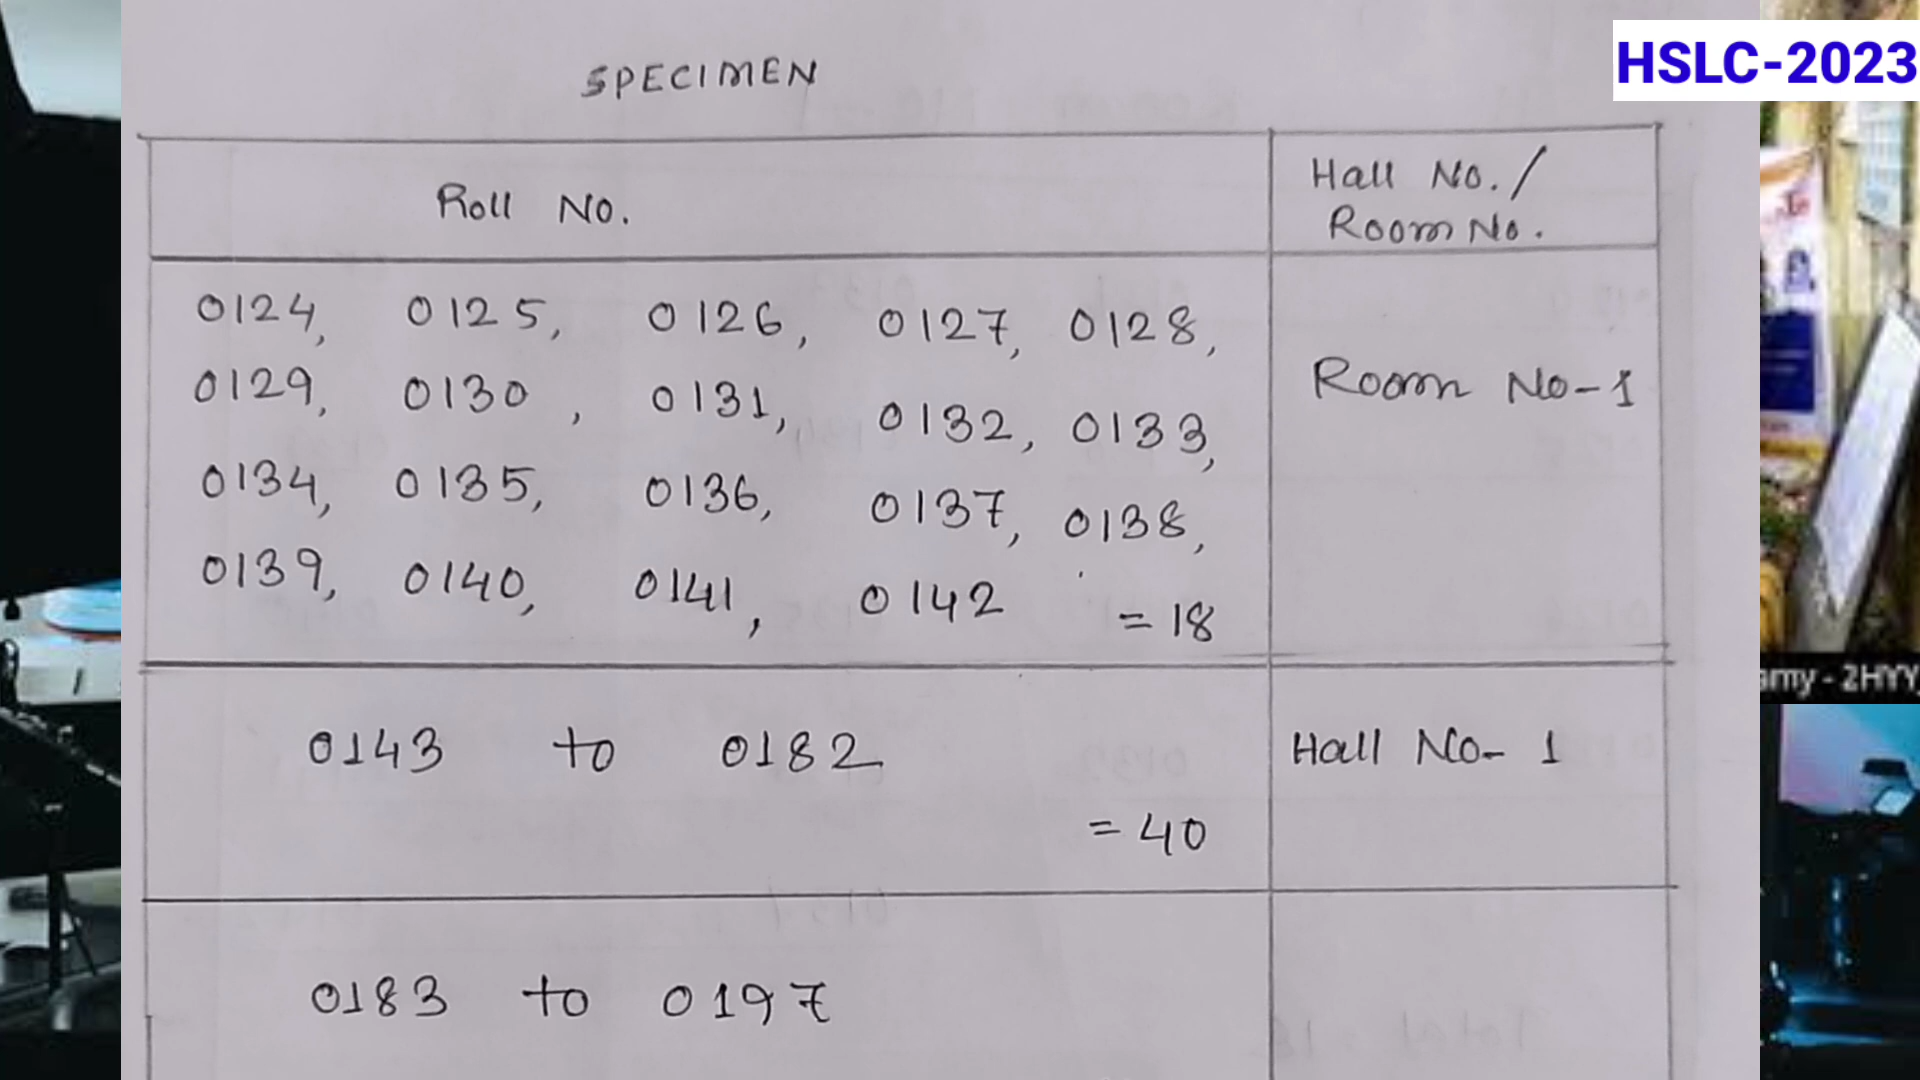 HSLC-2023
SPECIMEN
Roll No.
Hall No./
Room No.
0124, 0125, 0126, 0127, 0128,
0129, 0130, 0131, 0132, 0133,
0134, 0135, 0136, 0137, 0138,
0139, 0140, 0141, 0142 = 18
Room No-1
0143 to 0182
= 40
Hall No- 1
0183 to 0197